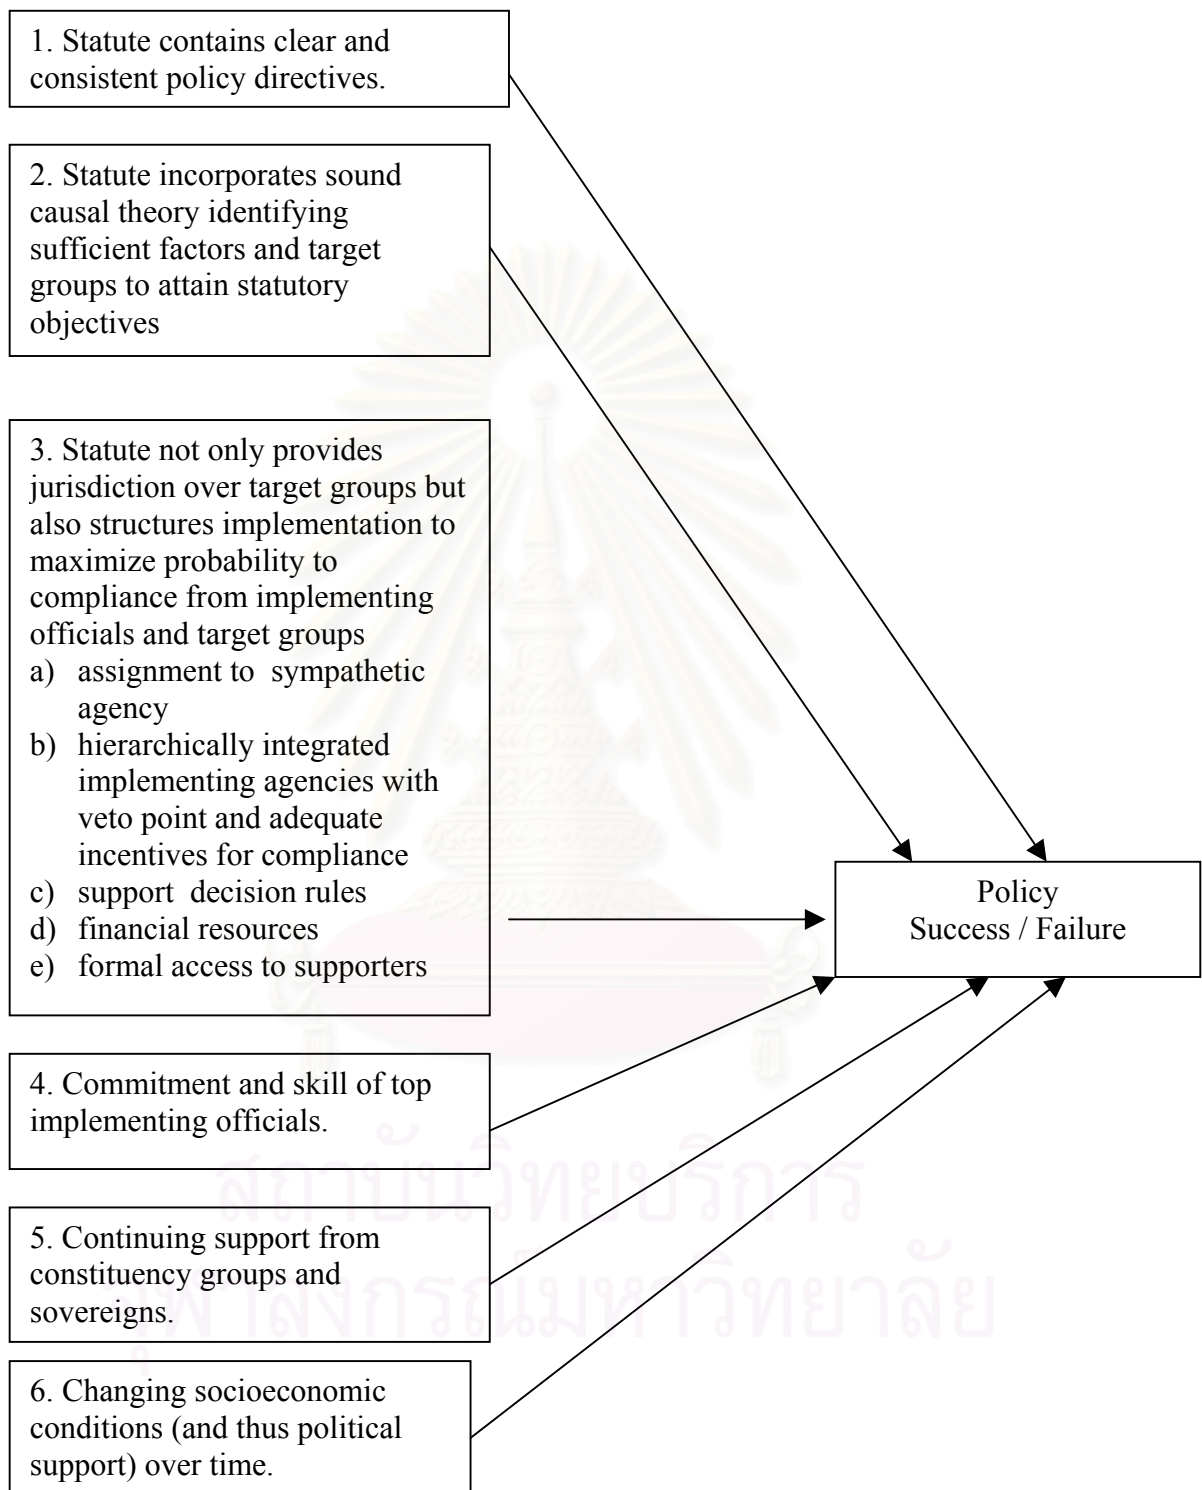 1. Statute contains clear and
consistent policy directives.
2. Statute incorporates sound
causal theory identifying
sufficient factors and target
groups to attain statutory
objectives
3. Statute not only provides
jurisdiction over target groups but
also structures implementation to
maximize probability to
compliance from implementing
officials and target groups
a) assignment to sympathetic
agency
b) hierarchically integrated
implementing agencies with
veto point and adequate
incentives for compliance
c) support decision rules
d) financial resources
e) formal access to supporters
Policy
Success / Failure
4. Commitment and skill of top
implementing officials.
สถาบันวิทยบริการ
5. Continuing support from
constituency groups and
sovereigns.
จุฬาลงกรณ์มหาวิทยาลัย
6. Changing socioeconomic
conditions (and thus political
support) over time.